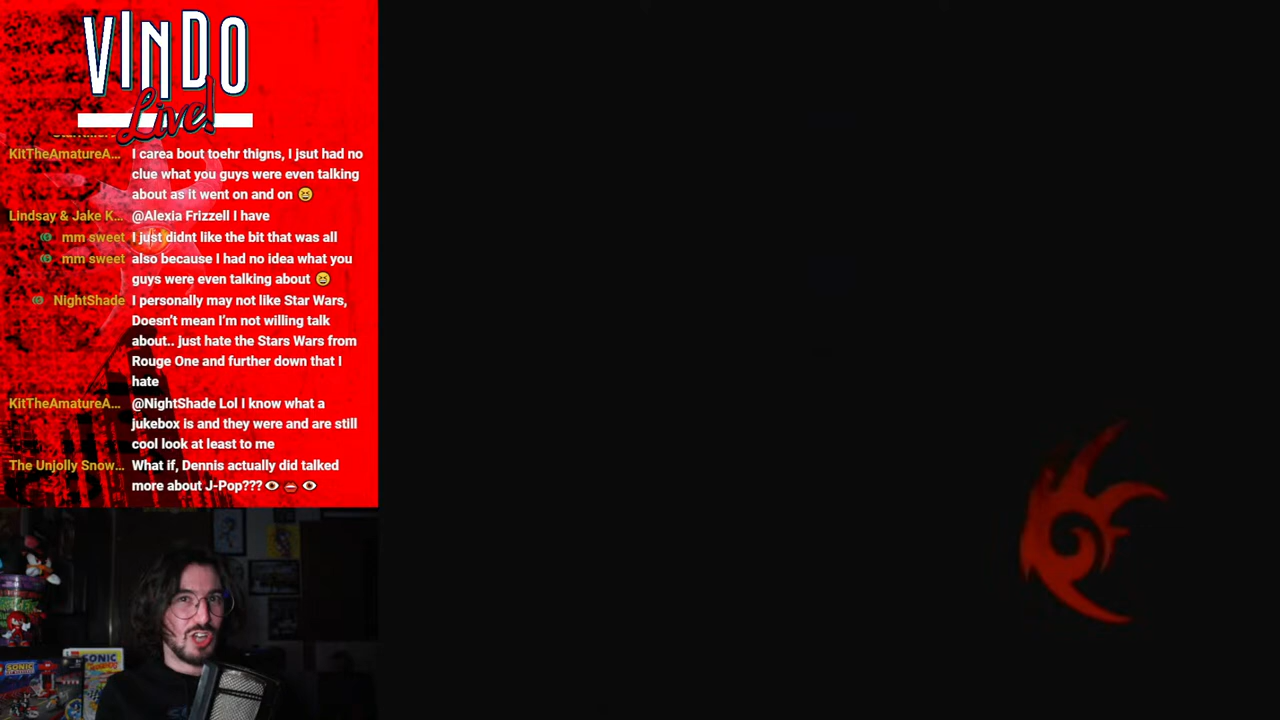 VINDO
Live!
KitTheAmatureA... I carea bout toehr thigns, I jsut had no
clue what you guys were even talking
about as it went on and on 😆
Lindsay & Jake K... @Alexia Frizzell I have
mm sweet I just didnt like the bit that was all
mm sweet also because I had no idea what you
guys were even talking about 😆
NightShade I personally may not like Star Wars,
Doesn't mean I'm not willing talk
about.. just hate the Stars Wars from
Rouge One and further down that I
hate
KitTheAmatureA... @NightShade Lol I know what a
jukebox is and they were and are still
cool look at least to me
The Unjolly Snow... What if, Dennis actually did talked
more about J-Pop???👁👄👁
SONIC